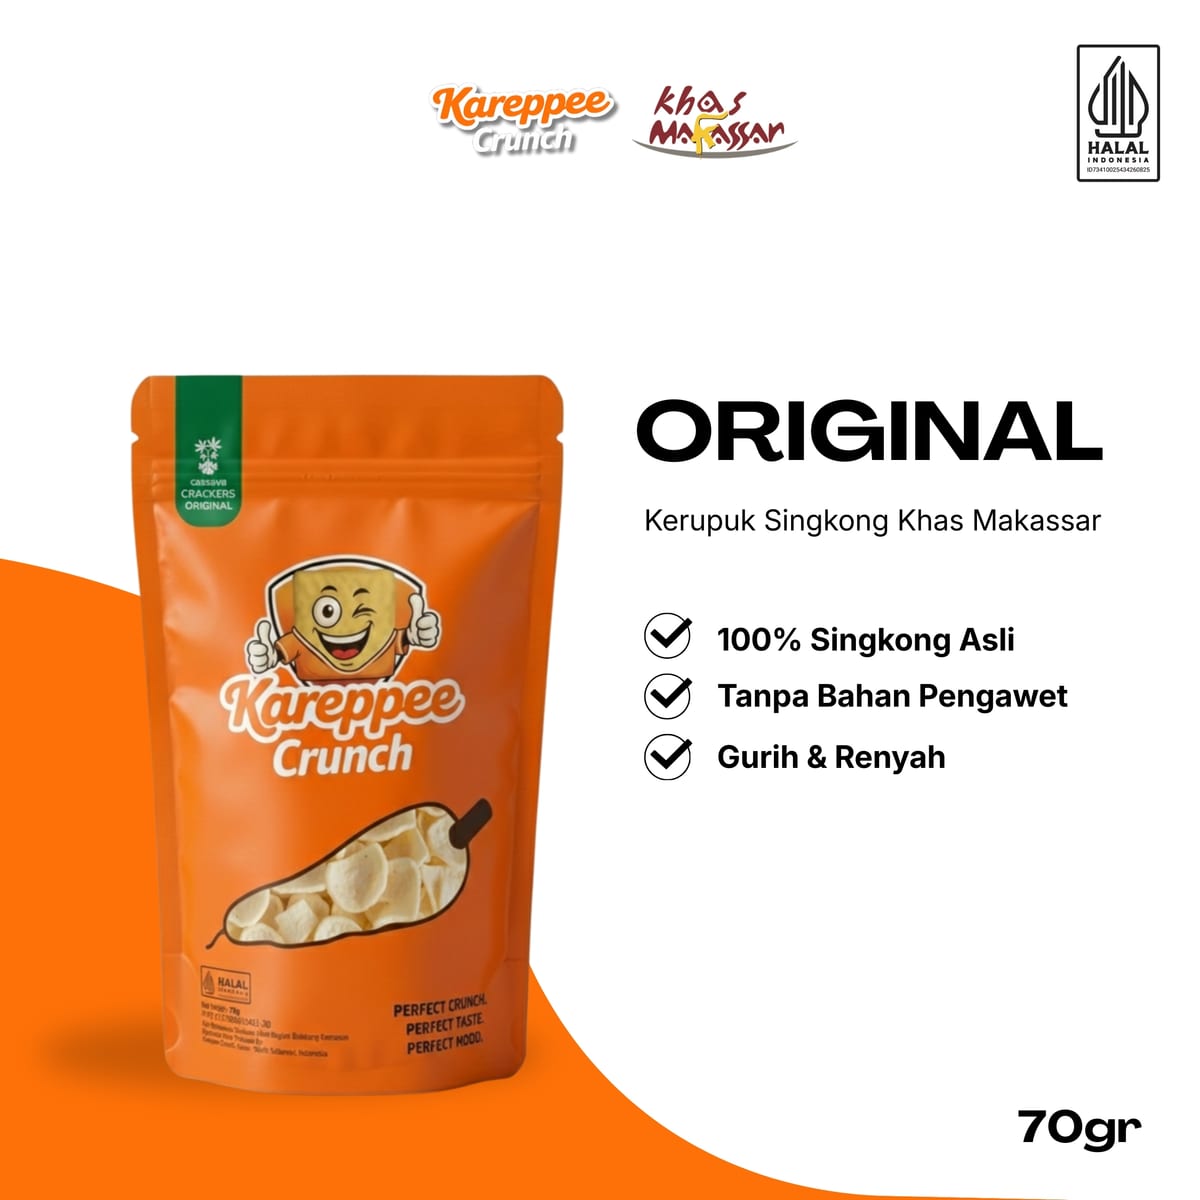 Kareppee
Crunch
Khas
Makassar
HALAL
INDONESIA
ID73410025434260825
ORIGINAL
Kerupuk Singkong Khas Makassar
100% Singkong Asli
Tanpa Bahan Pengawet
Gurih & Renyah
cassava
CRACKERS
ORIGINAL
Kareppee
Crunch
HALAL
PERFECT CRUNCH.
PERFECT TASTE.
PERFECT MOOD.
70gr